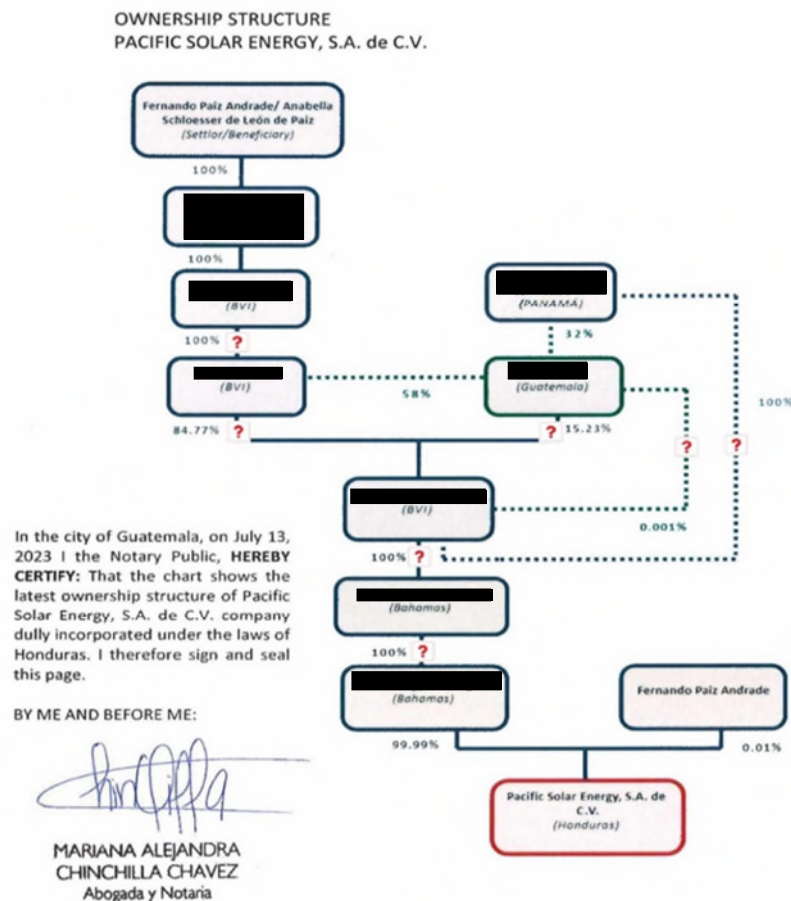 OWNERSHIP STRUCTURE
PACIFIC SOLAR ENERGY, S.A. de C.V.
Fernando Paiz Andrade/ Anabella
Schloesser de León de Paiz
(Settlor/Beneficiary)
100%
100%
(BVI)
(PANAMÁ)
100% ?
32%
(BVI)
58%
(Guatemala)
100%
84.77% ?
? 15.23%
?
?
(BVI)
0.001%
100% ?
(Bahamas)
100% ?
(Bahamas)
Fernando Paiz Andrade
99.99%
0.01%
Pacific Solar Energy, S.A. de
C.V.
(Honduras)
In the city of Guatemala, on July 13,
2023 I the Notary Public, HEREBY
CERTIFY: That the chart shows the
latest ownership structure of Pacific
Solar Energy, S.A. de C.V. company
dully incorporated under the laws of
Honduras. I therefore sign and seal
this page.
BY ME AND BEFORE ME:
MARIANA ALEJANDRA
CHINCHILLA CHAVEZ
Abogada y Notaria